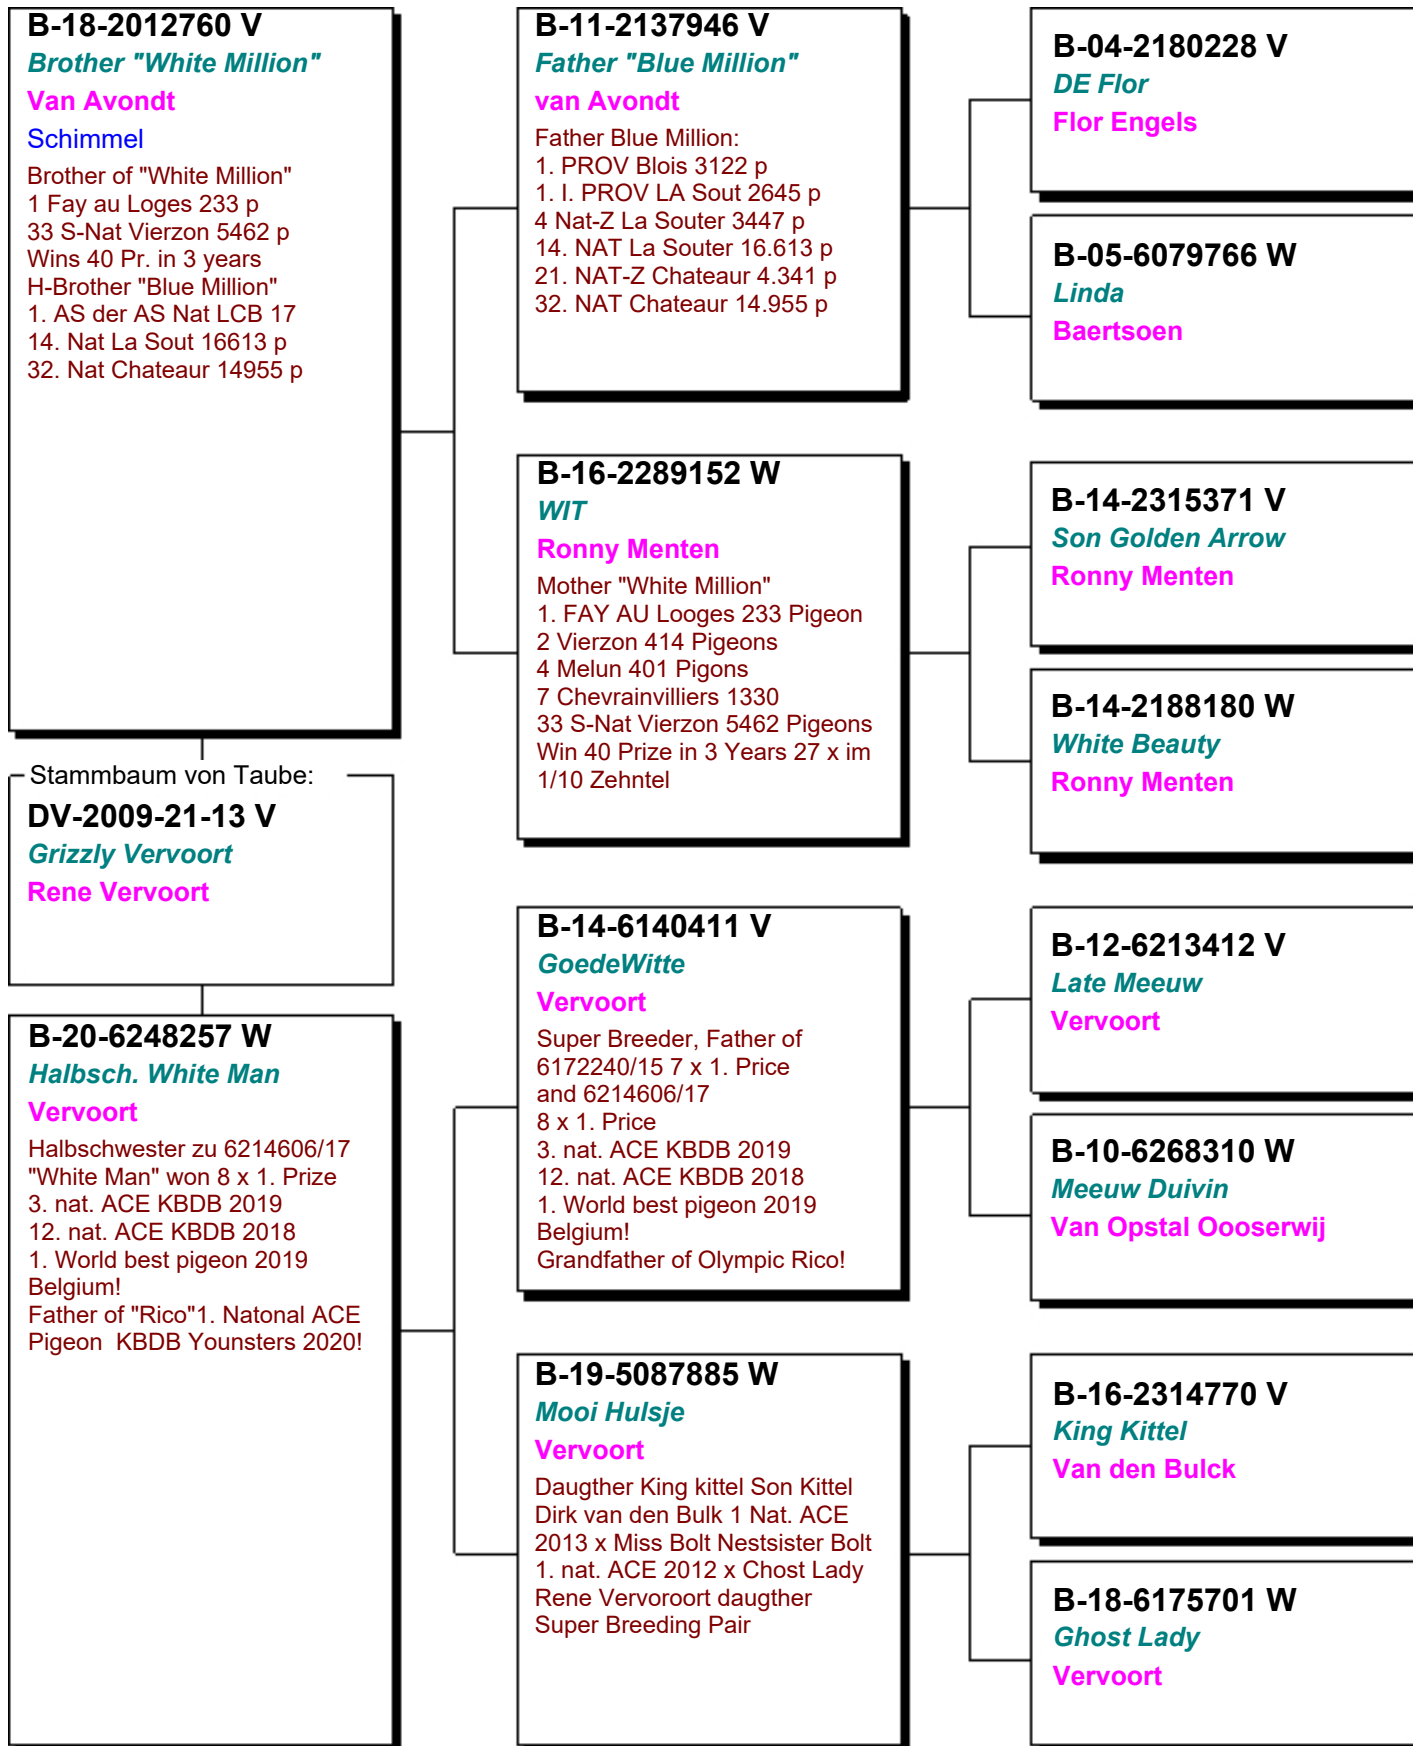 B-18-2012760 V
Brother "White Million"
Van Avondt
Schimmel
Brother of "White Million"
1 Fay au Loges 233 p
33 S-Nat Vierzon 5462 p
Wins 40 Pr. in 3 years
H-Brother "Blue Million"
1. AS der AS Nat LCB 17
14. Nat La Sout 16613 p
32. Nat Chateaur 14955 p
Stammbaum von Taube:
DV-2009-21-13 V
Grizzly Vervoort
Rene Vervoort
B-20-6248257 W
Halbsch. White Man
Vervoort
Halbschwester zu 6214606/17
"White Man" won 8 x 1. Prize
3. nat. ACE KBDB 2019
12. nat. ACE KBDB 2018
1. World best pigeon 2019
Belgium!
Father of "Rico"1. Natonal ACE
Pigeon  KBDB Younsters 2020!
B-11-2137946 V
Father "Blue Million"
van Avondt
Father Blue Million:
1. PROV Blois 3122 p
1. I. PROV LA Sout 2645 p
4 Nat-Z La Souter 3447 p
14. NAT La Souter 16.613 p
21. NAT-Z Chateaur 4.341 p
32. NAT Chateaur 14.955 p
B-16-2289152 W
WIT
Ronny Menten
Mother "White Million"
1. FAY AU Looges 233 Pigeon
2 Vierzon 414 Pigeons
4 Melun 401 Pigons
7 Chevrainvilliers 1330
33 S-Nat Vierzon 5462 Pigeons
Win 40 Prize in 3 Years 27 x im
1/10 Zehntel
B-14-6140411 V
GoedeWitte
Vervoort
Super Breeder, Father of
6172240/15 7 x 1. Price
and 6214606/17
8 x 1. Price
3. nat. ACE KBDB 2019
12. nat. ACE KBDB 2018
1. World best pigeon 2019
Belgium!
Grandfather of Olympic Rico!
B-19-5087885 W
Mooi Hulsje
Vervoort
Daugther King kittel Son Kittel
Dirk van den Bulk 1 Nat. ACE
2013 x Miss Bolt Nestsister Bolt
1. nat. ACE 2012 x Chost Lady
Rene Vervoroort daugther
Super Breeding Pair
B-04-2180228 V
DE Flor
Flor Engels
B-05-6079766 W
Linda
Baertsoen
B-14-2315371 V
Son Golden Arrow
Ronny Menten
B-14-2188180 W
White Beauty
Ronny Menten
B-12-6213412 V
Late Meeuw
Vervoort
B-10-6268310 W
Meeuw Duivin
Van Opstal Oooserwij
B-16-2314770 V
King Kittel
Van den Bulck
B-18-6175701 W
Ghost Lady
Vervoort